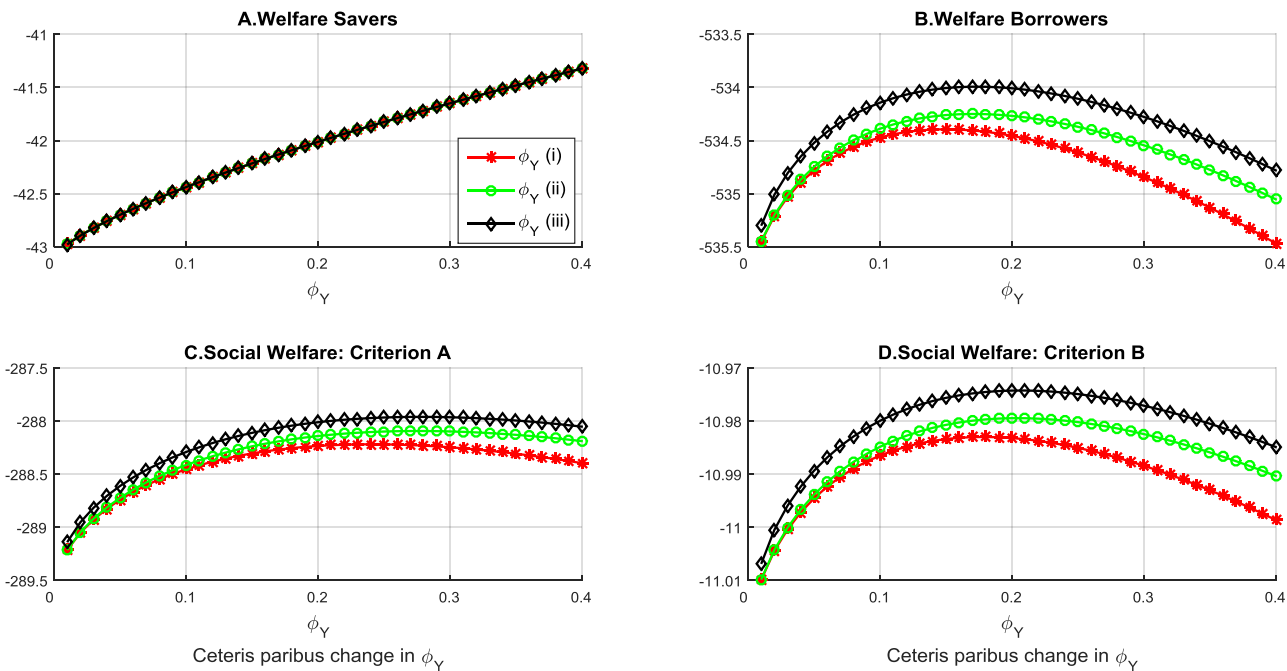 A.Welfare Savers
-41
-41.5
-42
-42.5
-43
0 0.1 0.2 0.3 0.4
ϕY
ϕY (i)
ϕY (ii)
ϕY (iii)
B.Welfare Borrowers
-533.5
-534
-534.5
-535
-535.5
0 0.1 0.2 0.3 0.4
ϕY
C.Social Welfare: Criterion A
-287.5
-288
-288.5
-289
-289.5
0 0.1 0.2 0.3 0.4
ϕY
Ceteris paribus change in ϕY
D.Social Welfare: Criterion B
-10.97
-10.98
-10.99
-11
-11.01
0 0.1 0.2 0.3 0.4
ϕY
Ceteris paribus change in ϕY